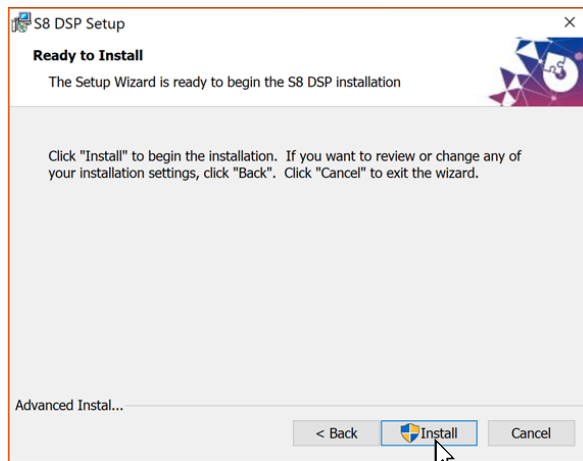 S8 DSP Setup
Ready to Install
The Setup Wizard is ready to begin the S8 DSP installation
Click "Install" to begin the installation.  If you want to review or change any of
your installation settings, click "Back".  Click "Cancel" to exit the wizard.
Advanced Instal...
< Back Install Cancel